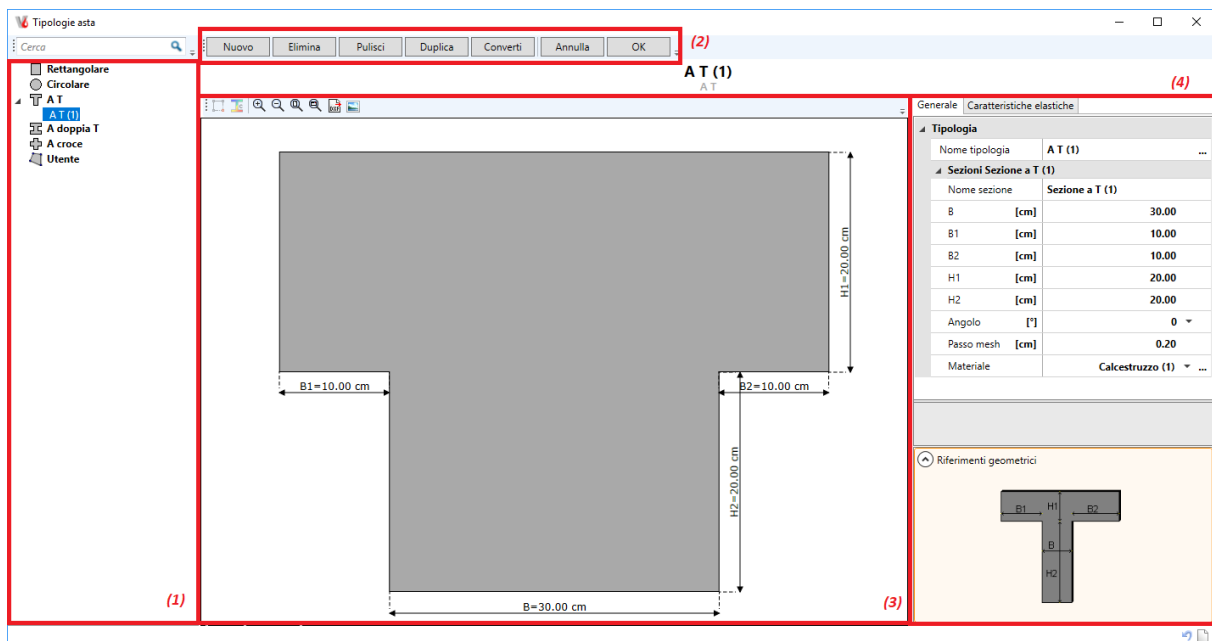 Tipologie asta
Cerca
Nuovo Elimina Pulisci Duplica Converti Annulla OK
(2)
Rettangolare
Circolare
A T
A T (1)
A doppia T
A croce
Utente
(1)
A T (1)
A T
(4)
DXF
H1=20.00 cm
B1=10.00 cm
B2=10.00 cm
H2=20.00 cm
B=30.00 cm
(3)
Generale Caratteristiche elastiche
Tipologia
Nome tipologia A T (1) ...
Sezioni Sezione a T (1)
Nome sezione Sezione a T (1)
B [cm] 30.00
B1 [cm] 10.00
B2 [cm] 10.00
H1 [cm] 20.00
H2 [cm] 20.00
Angolo [°] 0
Passo mesh [cm] 0.20
Materiale Calcestruzzo (1) ...
Riferimenti geometrici
B1 H1 B2
B
H2